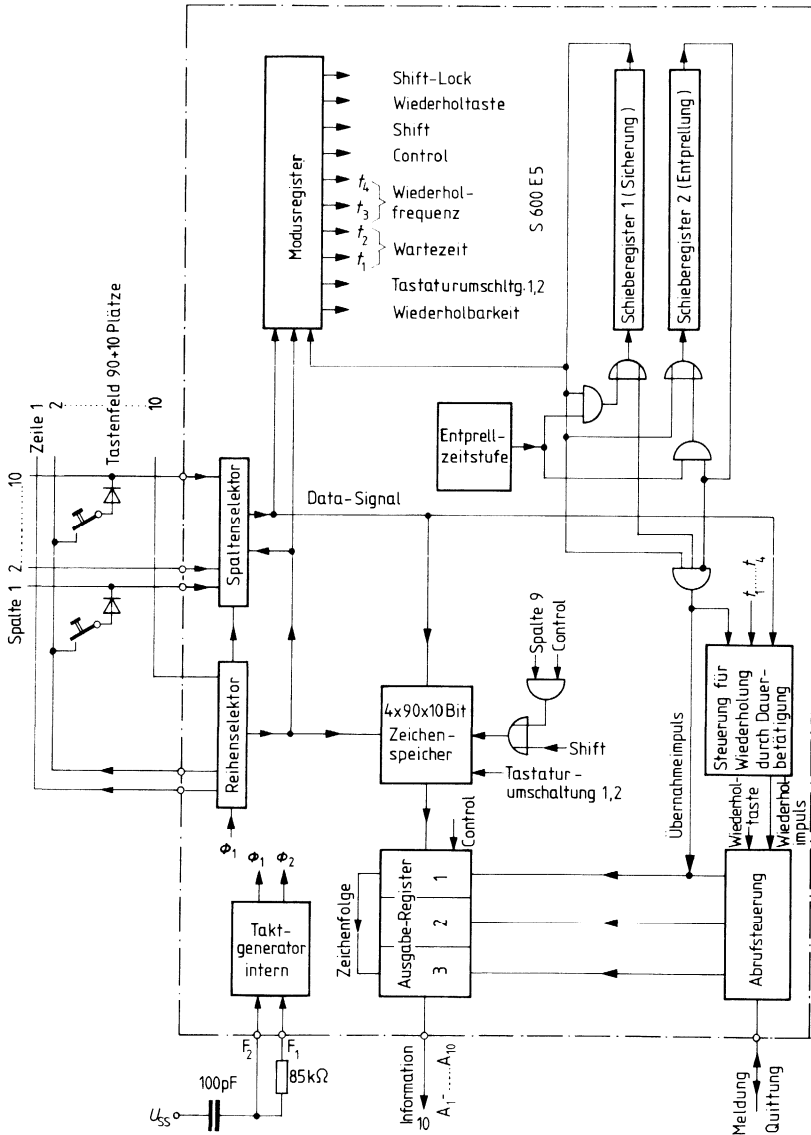 Spalte 1 2 ........ 10
Zeile 1
2
10
Tastenfeld 90+10 Plätze
Modusregister
Shift-Lock
Wiederholtaste
Shift
Control
t₄
t₃
Wiederhol-
frequenz
t₂
t₁
Wartezeit
Tastaturumschltg. 1,2
Wiederholbarkeit
S 600 E5
Reihenselektor
Spaltenselektor
Φ₁
Data-Signal
Entprell-
zeitstufe
Schieberegister 1 (Sicherung)
Schieberegister 2 (Entprellung)
U_SS
100pF
85kΩ
F₂
F₁
Takt-
generator
intern
Φ₁
Φ₂
4x90x10Bit
Zeichen-
speicher
Spalte 9
Control
Shift
Tastatur-
umschaltung 1,2
Control
Zeichenfolge
Ausgabe-Register
3 2 1
Information
10
A₁-......A₁₀
Übernahmeimpuls
t₁......t₄
Steuerung für
Wiederholung
durch Dauer-
betätigung
Wiederhol-
taste
Wiederhol-
impuls
Abrufsteuerung
Meldung
Quittung